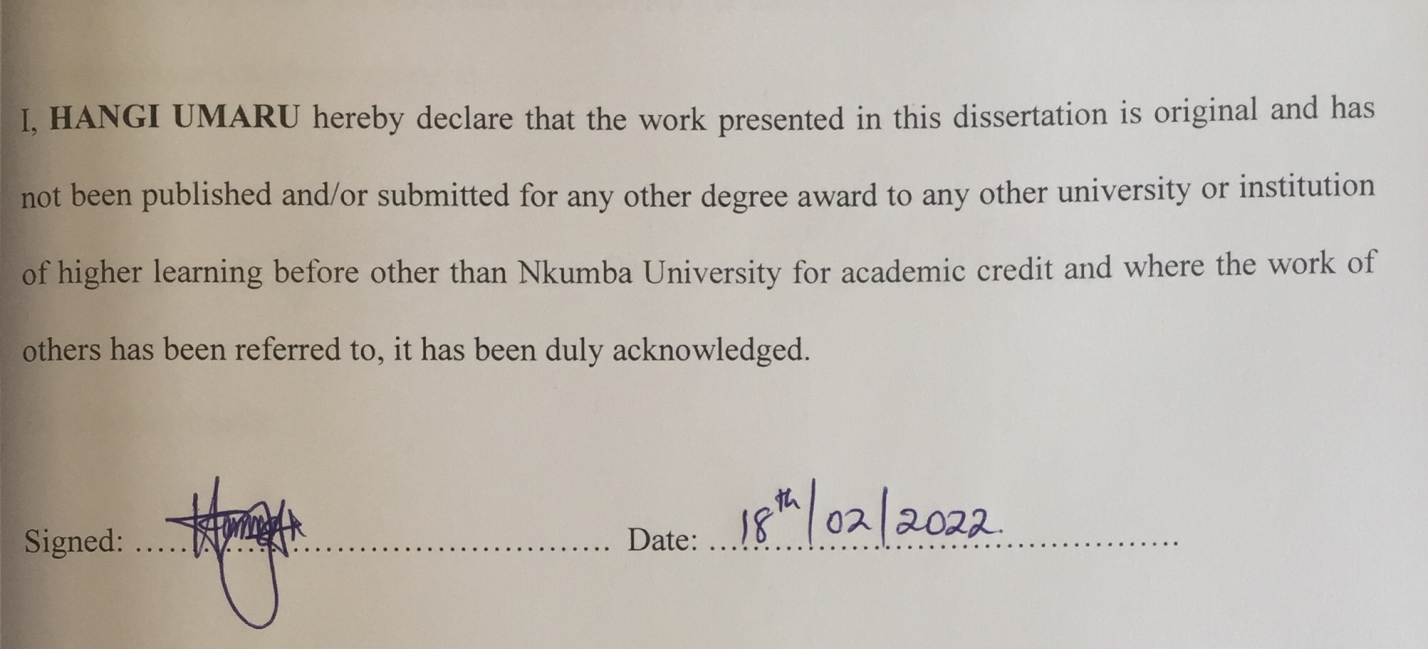 I, HANGI UMARU hereby declare that the work presented in this dissertation is original and has
not been published and/or submitted for any other degree award to any other university or institution
of higher learning before other than Nkumba University for academic credit and where the work of
others has been referred to, it has been duly acknowledged.
Signed: ........................................................ Date: ...18th/02/2022.........................